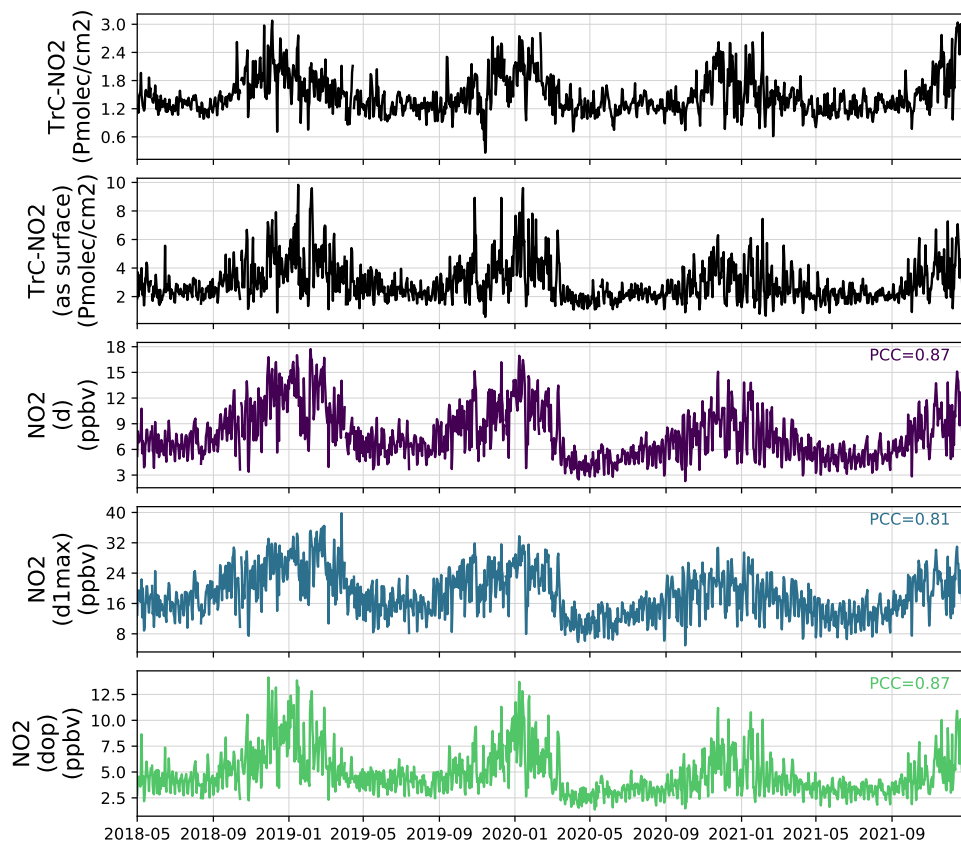 TrC-NO2
(Pmolec/cm2)
3.0
2.4
1.8
1.2
0.6
TrC-NO2
(as surface)
(Pmolec/cm2)
10
8
6
4
2
NO2
(d)
(ppbv)
18
15
12
9
6
3
PCC=0.87
NO2
(d1max)
(ppbv)
40
32
24
16
8
PCC=0.81
NO2
(dop)
(ppbv)
12.5
10.0
7.5
5.0
2.5
PCC=0.87
2018-05 2018-09 2019-01 2019-05 2019-09 2020-01 2020-05 2020-09 2021-01 2021-05 2021-09